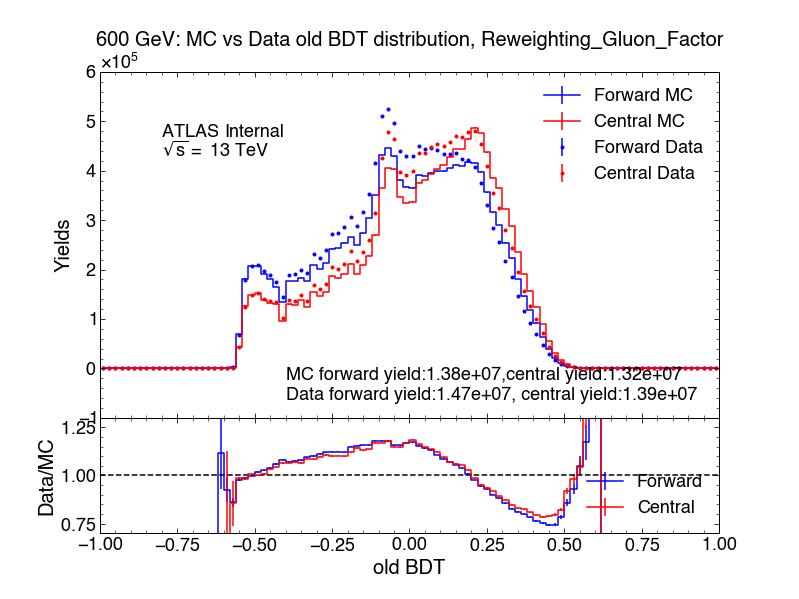 600 GeV: MC vs Data old BDT distribution, Reweighting_Gluon_Factor
×10⁵
6
5
4
3
2
1
0
−1
Yields
ATLAS Internal
√s = 13 TeV
Forward MC
Central MC
Forward Data
Central Data
MC forward yield:1.38e+07,central yield:1.32e+07
Data forward yield:1.47e+07, central yield:1.39e+07
1.25
1.00
0.75
Data/MC
Forward
Central
−1.00 −0.75 −0.50 −0.25 0.00 0.25 0.50 0.75 1.00
old BDT